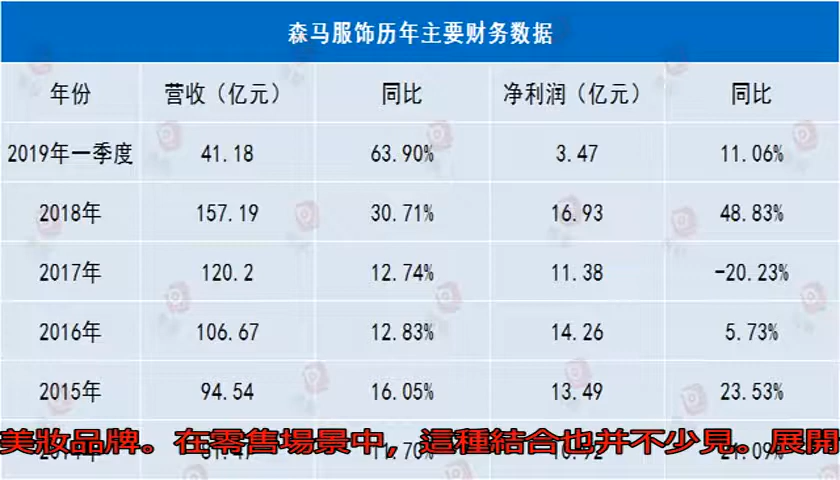 森马服饰历年主要财务数据
年份 营收（亿元） 同比 净利润（亿元） 同比
2019年一季度 41.18 63.90% 3.47 11.06%
2018年 157.19 30.71% 16.93 48.83%
2017年 120.2 12.74% 11.38 -20.23%
2016年 106.67 12.83% 14.26 5.73%
2015年 94.54 16.05% 13.49 23.53%
美妝品牌。在零售場景中，這種結合也并不少見。展開